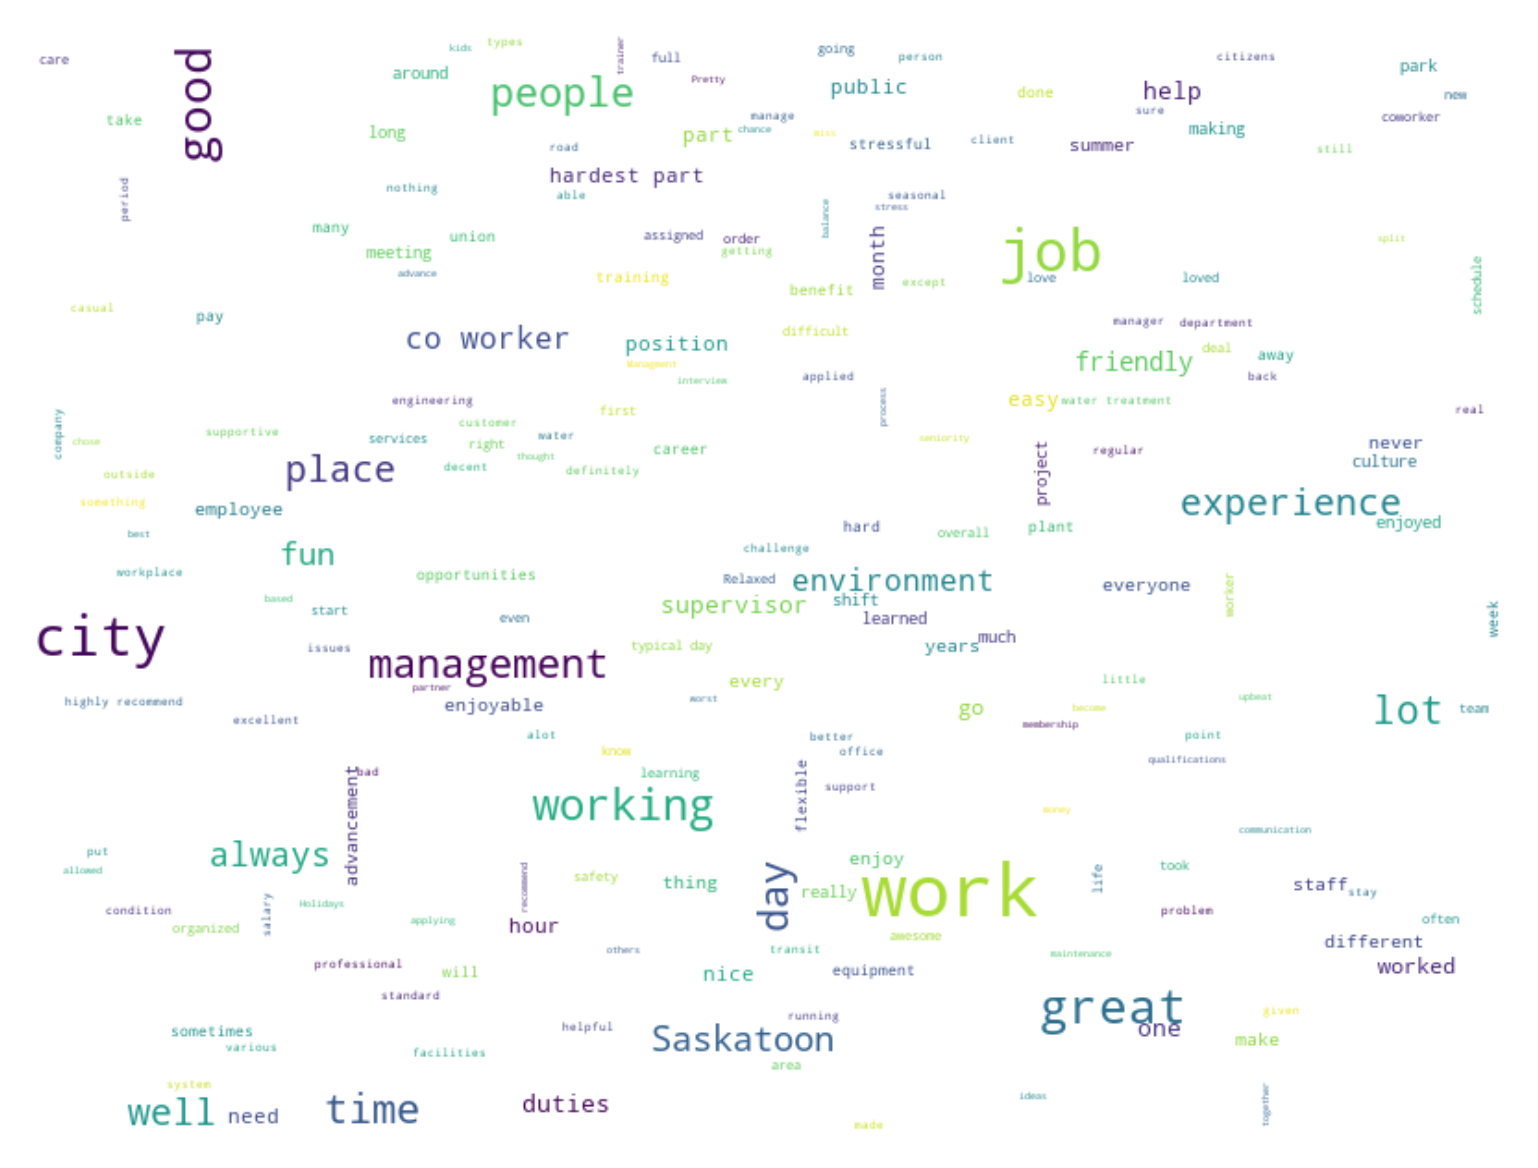 types
kids
trainer
going
care
good
full
person
citizens
around
park
people
Pretty
public
help
done
new
take
manage
sure
coworker
long
part
chance
miss
making
road
stressful
client
summer
still
hardest part
period
nothing
able
seasonal
stress
many
balance
union
assigned
order
month
job
split
meeting
getting
advance
training
love
loved
except
schedule
benefit
casual
pay
manager
department
difficult
co worker
position
deal
friendly
away
Managment
interview
applied
back
engineering
process
easy
water treatment
first
real
company
customer
supportive
services
water
seniority
chose
right
never
career
thought
regular
decent
definitely
culture
place
outside
project
something
experience
employee
enjoyed
hard
plant
best
overall
challenge
fun
workplace
opportunities
Relaxed
environment
everyone
worker
based
shift
start
supervisor
even
learned
week
city
much
issues
typical day
years
management
every
little
partner
highly recommend
worst
upbeat
enjoyable
go
become
lot
team
excellent
membership
alot
better
point
know
office
qualifications
bad
learning
flexible
support
working
money
advancement
communication
put
always
enjoy
allowed
took
safety
thing
life
recommend
day
really
work
staff
stay
Holidays
condition
salary
problem
applying
often
organized
hour
awesome
different
others
transit
maintenance
professional
worked
will
nice
equipment
standard
great
given
running
sometimes
helpful
one
Saskatoon
make
various
facilities
area
system
ideas
together
duties
well
need
time
made